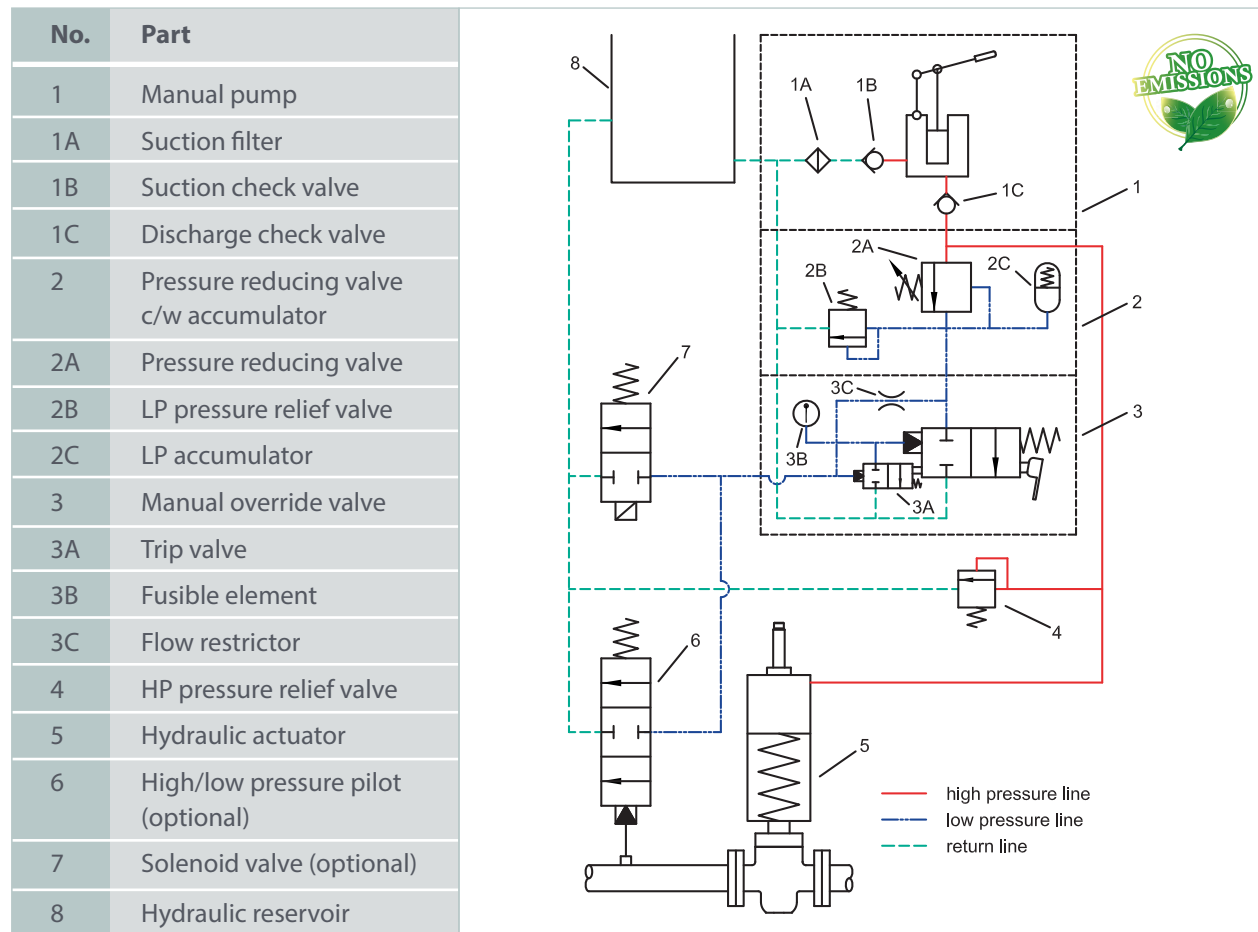 No. Part
1 Manual pump
1A Suction filter
1B Suction check valve
1C Discharge check valve
2 Pressure reducing valve
c/w accumulator
2A Pressure reducing valve
2B LP pressure relief valve
2C LP accumulator
3 Manual override valve
3A Trip valve
3B Fusible element
3C Flow restrictor
4 HP pressure relief valve
5 Hydraulic actuator
6 High/low pressure pilot
(optional)
7 Solenoid valve (optional)
8 Hydraulic reservoir
NO
EMISSIONS
8
1A
1B
1C
1
2A
2B
2C
2
7
3C
3
3B
3A
4
6
5
high pressure line
low pressure line
return line